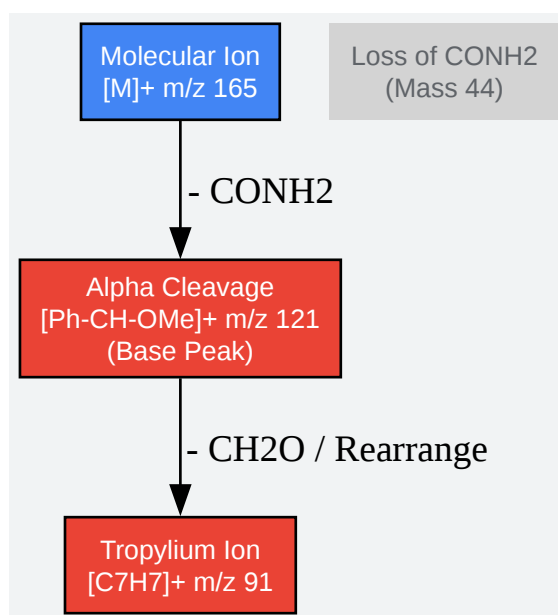 Molecular Ion
[M]+ m/z 165
Loss of CONH2
(Mass 44)
- CONH2
Alpha Cleavage
[Ph-CH-OMe]+ m/z 121
(Base Peak)
- CH2O / Rearrange
Tropylium Ion
[C7H7]+ m/z 91